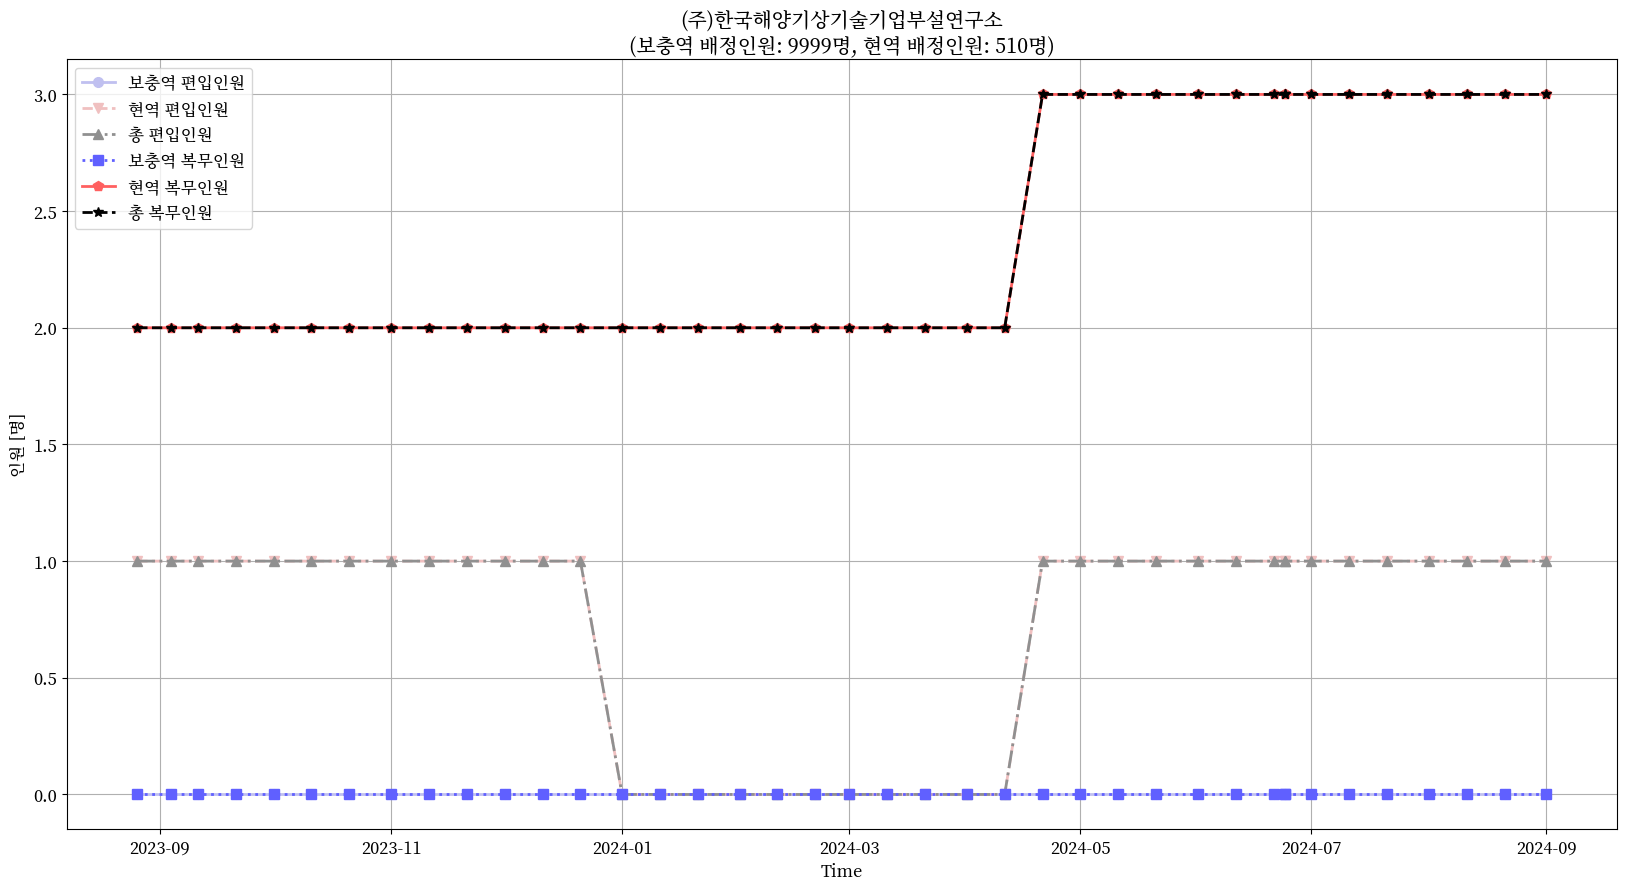 (주)한국해양기상기술기업부설연구소
(보충역 배정인원: 9999명, 현역 배정인원: 510명)
보충역 편입인원
현역 편입인원
총 편입인원
보충역 복무인원
현역 복무인원
총 복무인원
3.0
2.5
2.0
1.5
1.0
0.5
0.0
인원 [명]
2023-09 2023-11 2024-01 2024-03 2024-05 2024-07 2024-09
Time